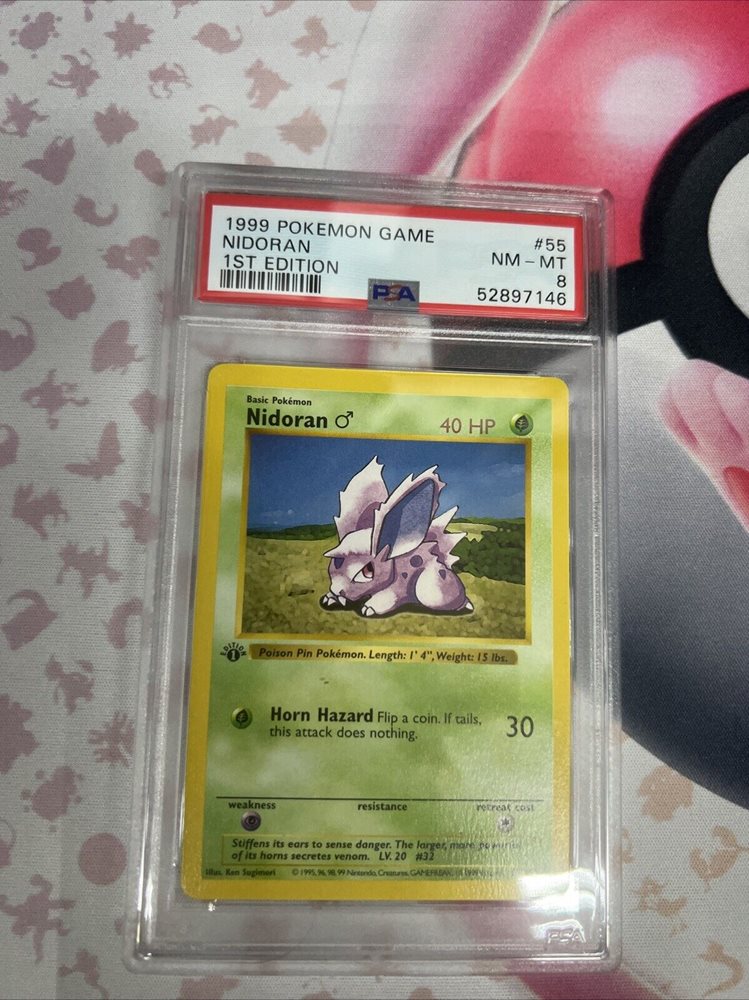 1999 POKEMON GAME #55
NIDORAN NM - MT
1ST EDITION 8
PSA 52897146
Basic Pokémon
Nidoran ♂ 40 HP
EDITION
1
Poison Pin Pokémon. Length: 1' 4", Weight: 15 lbs.
Horn Hazard Flip a coin. If tails, 30
this attack does nothing.
weakness resistance retreat cost
Stiffens its ears to sense danger. The larger, more powerful
of its horns secretes venom. LV. 20 #32
Illus. Ken Sugimori © 1995, 96, 98, 99 Nintendo, Creatures, GAMEFREAK.
PSA